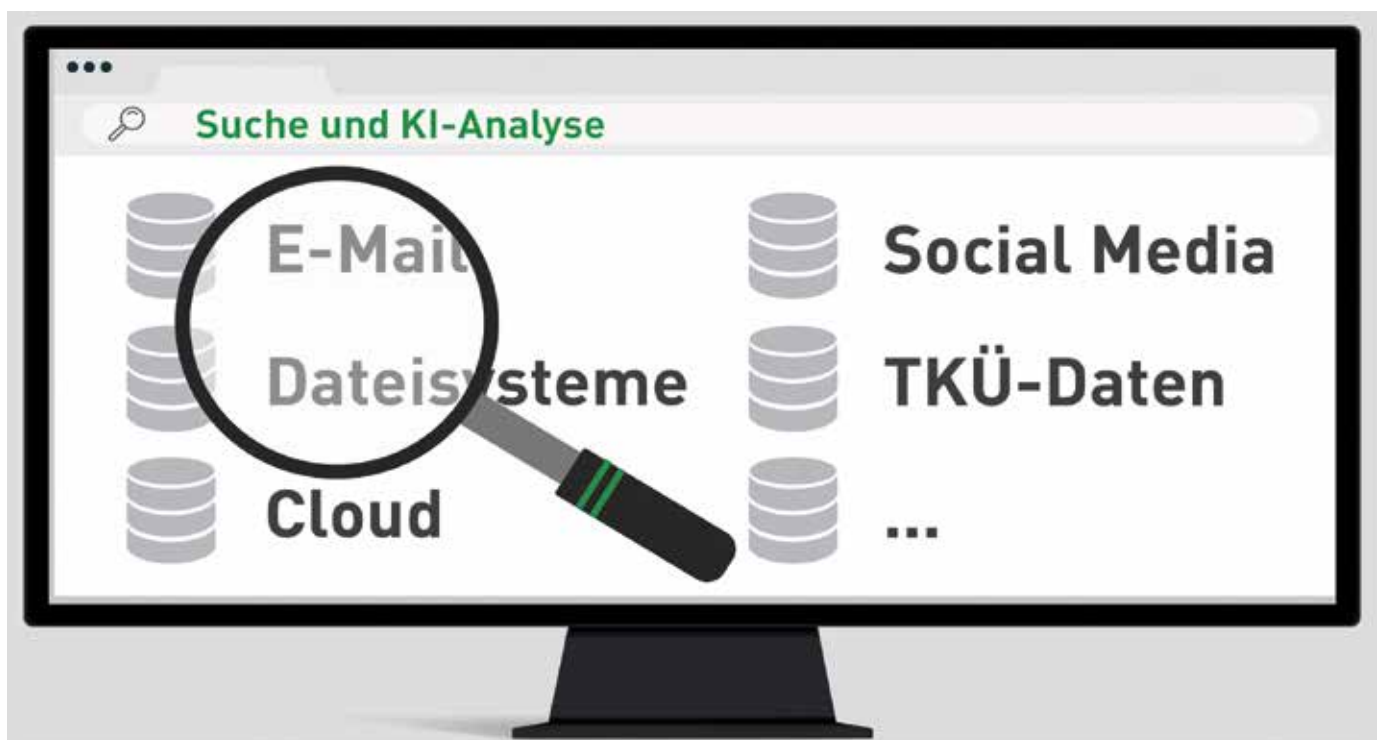 Suche und KI-Analyse
E-Mail
Social Media
Dateisysteme
TKÜ-Daten
Cloud
...